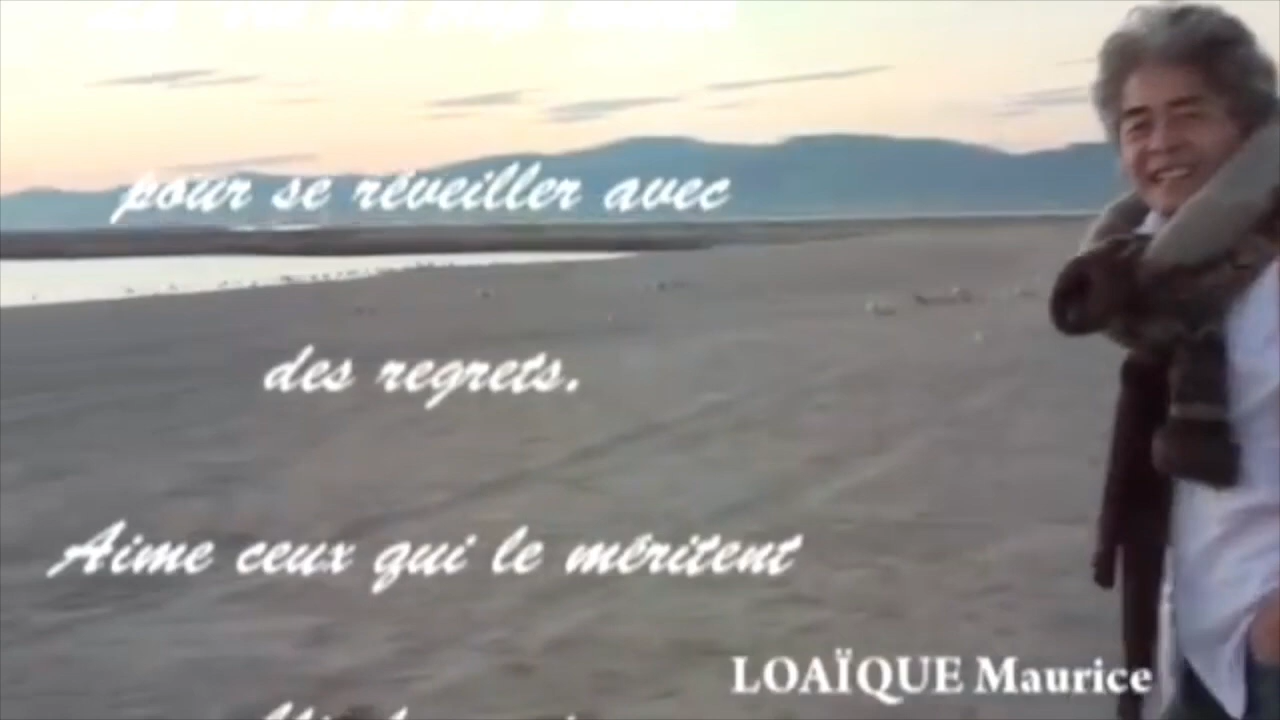 pour se réveiller avec
des regrets.
Aime ceux qui le méritent
LOAÏQUE Maurice